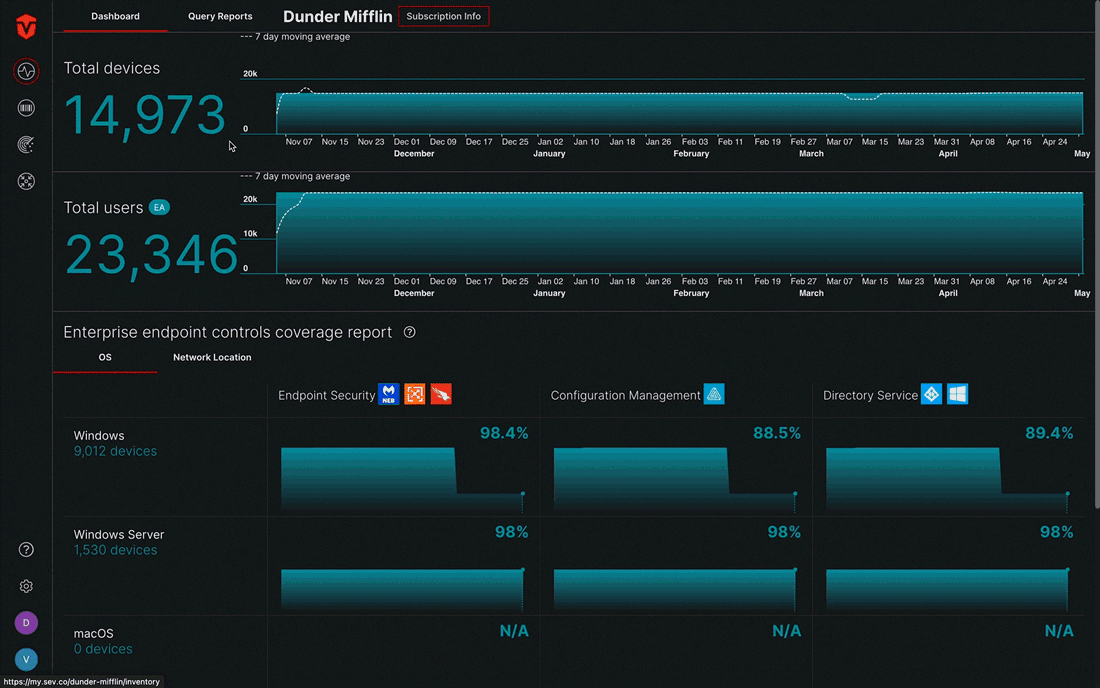 Dashboard Query Reports Dunder Mifflin Subscription Info
--- 7 day moving average
Total devices
14,973
20k
0
Nov 07 Nov 15 Nov 23 Dec 01 Dec 09 Dec 17 Dec 25 Jan 02 Jan 10 Jan 18 Jan 26 Feb 03 Feb 11 Feb 19 Feb 27 Mar 07 Mar 15 Mar 23 Mar 31 Apr 08 Apr 16 Apr 24
December January February March April May
--- 7 day moving average
Total users EA
23,346
20k
10k
0
Nov 07 Nov 15 Nov 23 Dec 01 Dec 09 Dec 17 Dec 25 Jan 02 Jan 10 Jan 18 Jan 26 Feb 03 Feb 11 Feb 19 Feb 27 Mar 07 Mar 15 Mar 23 Mar 31 Apr 08 Apr 16 Apr 24
December January February March April May
Enterprise endpoint controls coverage report ?
OS Network Location
Endpoint Security NEB Configuration Management Directory Service
Windows 98.4% 88.5% 89.4%
9,012 devices
Windows Server 98% 98% 98%
1,530 devices
macOS N/A N/A N/A
0 devices
?
D
V
https://my.sev.co/dunder-mifflin/inventory